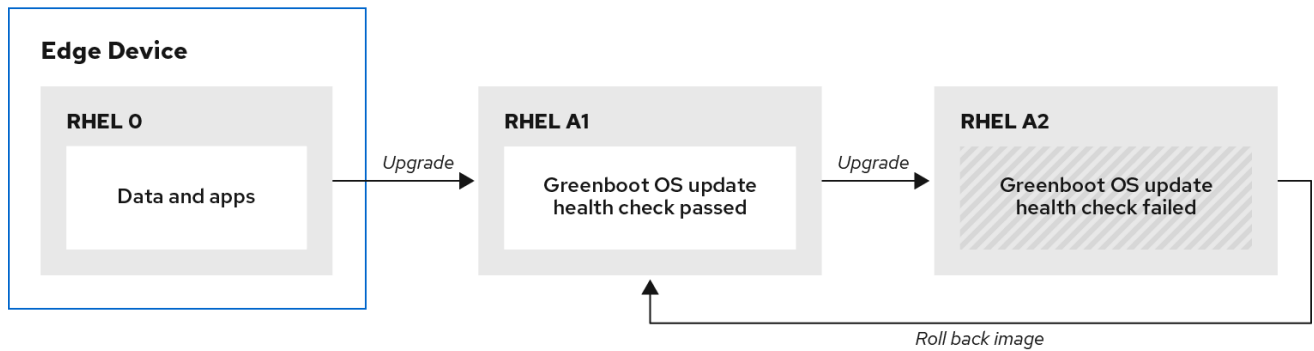 Edge Device
RHEL 0
Data and apps
Upgrade
RHEL A1
Greenboot OS update
health check passed
Upgrade
RHEL A2
Greenboot OS update
health check failed
Roll back image